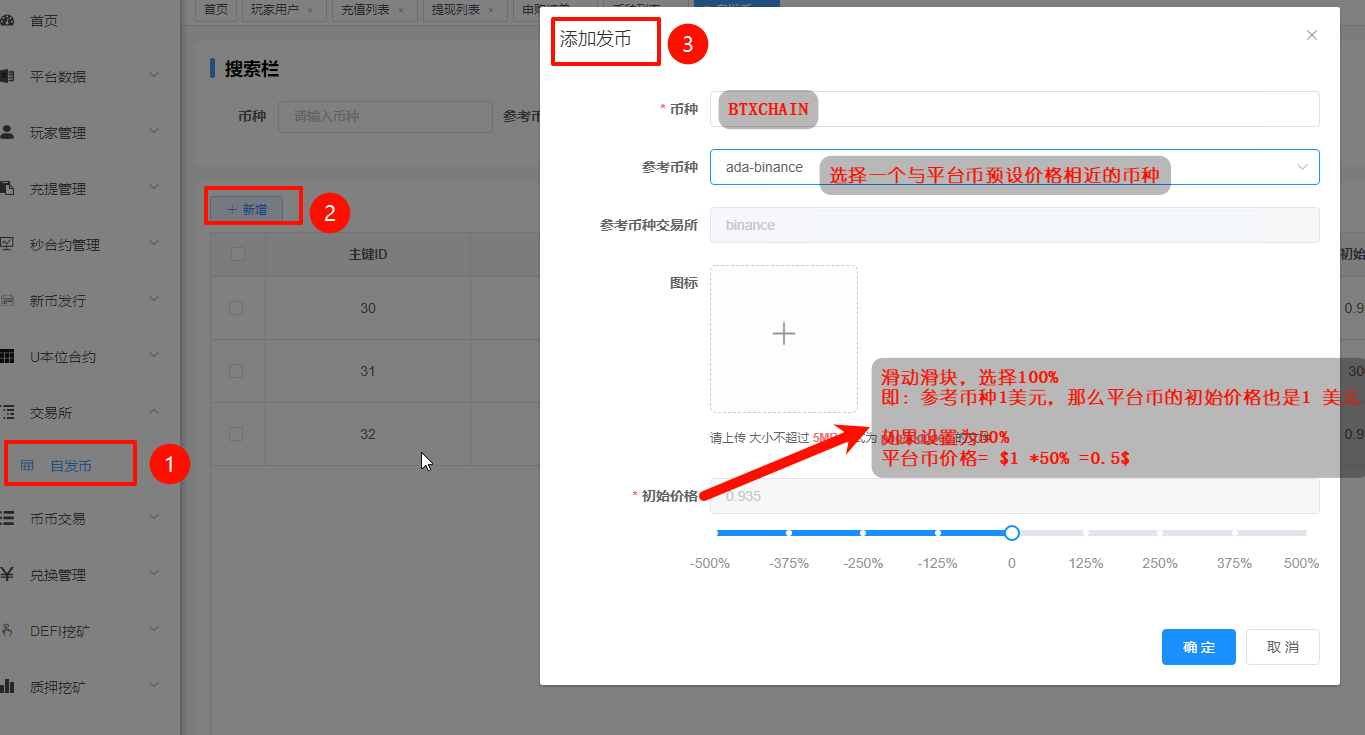 首页
平台数据
玩家管理
充提管理
秒合约管理
新币发行
U本位合约
交易所
自发币
1
币币交易
兑换管理
DEFI挖矿
质押挖矿
首页 玩家用户 × 充值列表 × 提现列表 ×
搜索栏
币种 请输入币种 参考币
+ 新增
2
主键ID
30
31
32
初始
0.9
30
0.9
添加发币
3
* 币种 BTXCHAIN
参考币种 ada-binance 选择一个与平台币预设价格相近的币种
参考币种交易所 binance
图标
滑动滑块，选择100%
即：参考币种1美元，那么平台币的初始价格也是1 美元
请上传 大小不超过 5MB
如果设置为50%
平台币价格= $1 *50% =0.5$
* 初始价格 0.935
-500% -375% -250% -125% 0 125% 250% 375% 500%
确 定 取 消